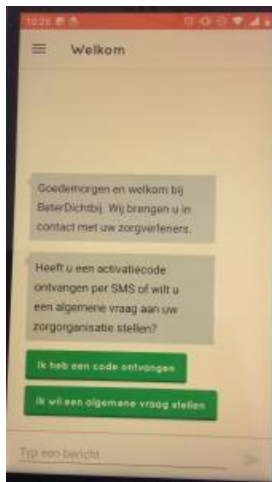 10:25
Welkom
Goedemorgen en welkom bij
BeterDichtbij. Wij brengen u in
contact met uw zorgverleners.
Heeft u een activatiecode
ontvangen per SMS of wilt u
een algemene vraag aan uw
zorgorganisatie stellen?
Ik heb een code ontvangen
Ik wil een algemene vraag stellen
Typ een bericht